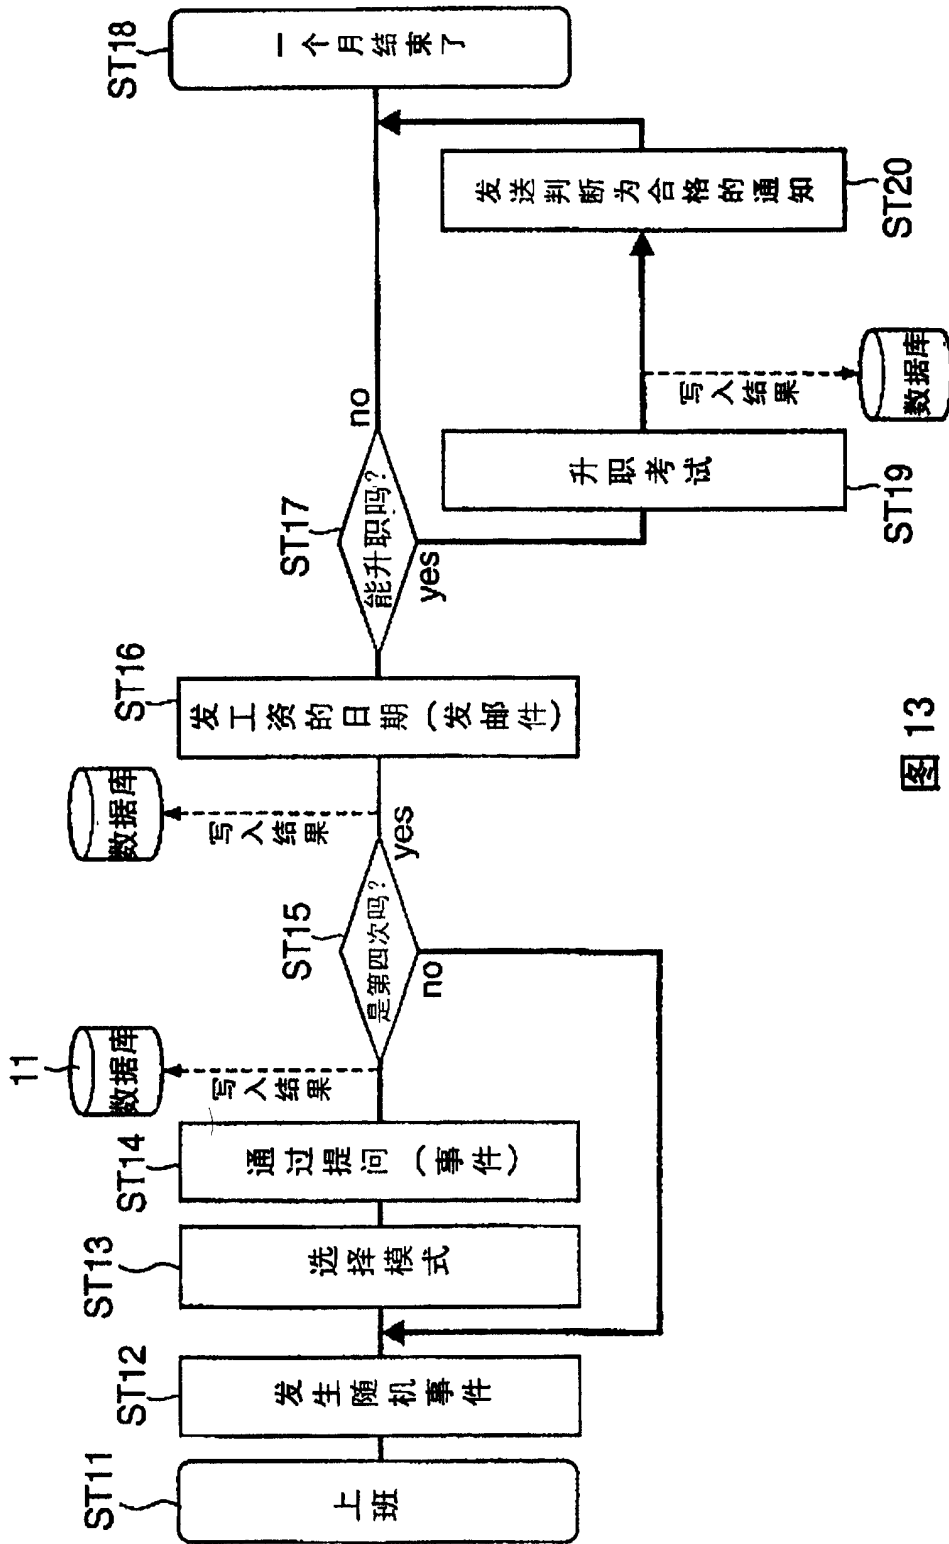 ST11
上班
ST12
发生随机事件
ST13
选择模式
ST14
通过提问（事件）
写入结果
11
数据库
ST15
是第四次吗?
no
yes
写入结果
数据库
ST16
发工资的日期（发邮件）
ST17
能升职吗?
no
yes
ST18
一个月结束了
ST19
升职考试
写入结果
数据库
ST20
发送判断为合格的通知
图 13